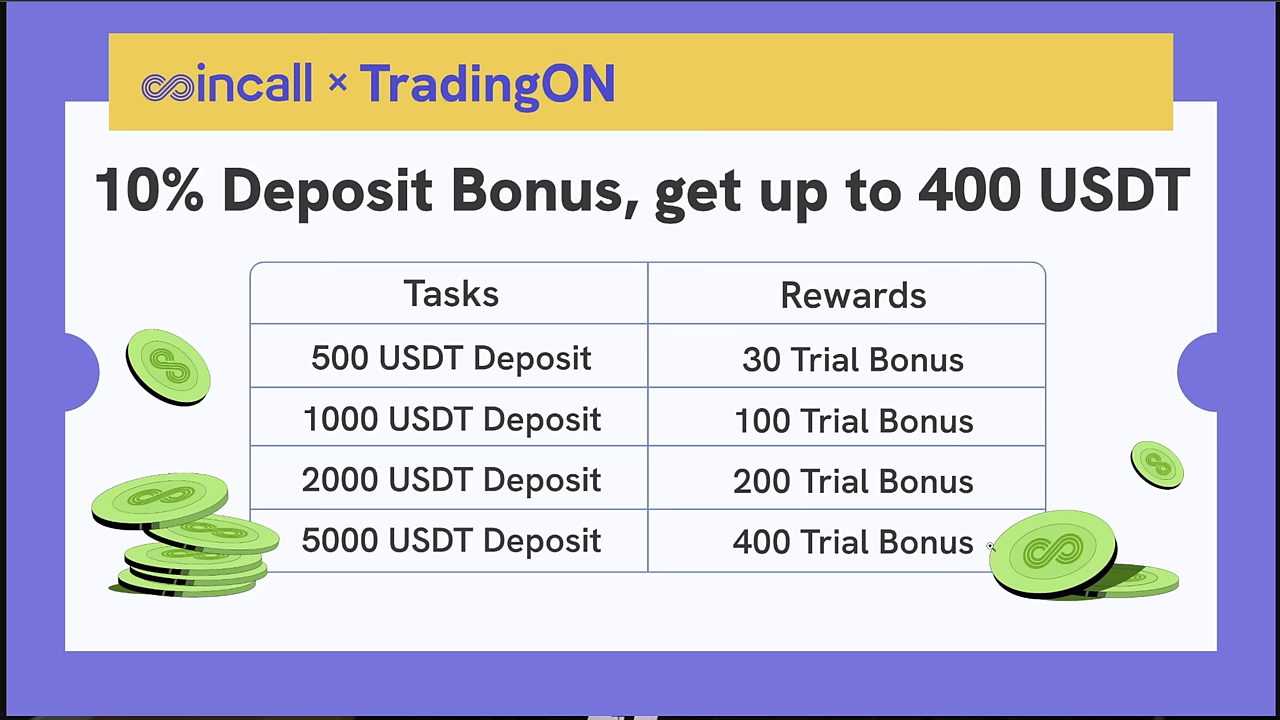 coincall × TradingON
10% Deposit Bonus, get up to 400 USDT
Tasks Rewards
500 USDT Deposit 30 Trial Bonus
1000 USDT Deposit 100 Trial Bonus
2000 USDT Deposit 200 Trial Bonus
5000 USDT Deposit 400 Trial Bonus